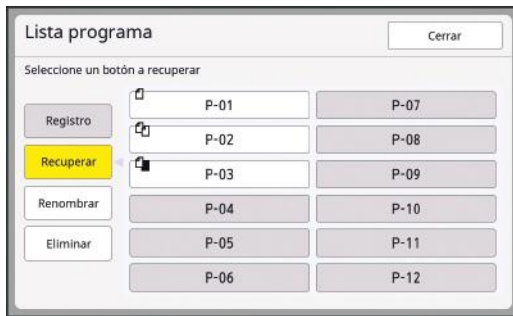 Lista programa
Cerrar
Seleccione un botón a recuperar
Registro
Recuperar
Renombrar
Eliminar
P-01
P-02
P-03
P-04
P-05
P-06
P-07
P-08
P-09
P-10
P-11
P-12